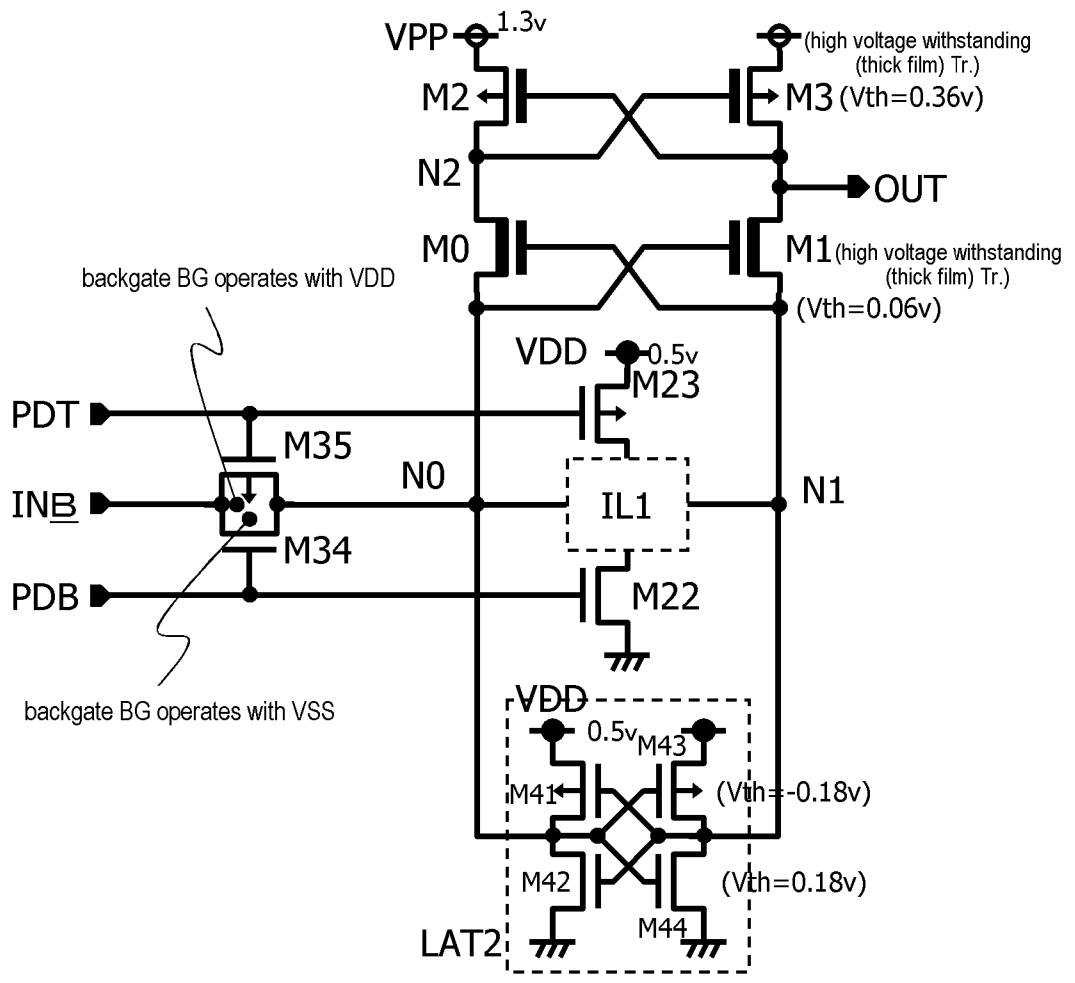 VPP 1.3v
(high voltage withstanding
(thick film) Tr.)
M2
M3 (Vth=0.36v)
N2
OUT
M0
M1 (high voltage withstanding
(thick film) Tr.)
backgate BG operates with VDD
(Vth=0.06v)
VDD 0.5v
M23
PDT
M35
N0
N1
INB
IL1
M34
PDB
M22
backgate BG operates with VSS
VDD
0.5v
M43
M41
(Vth=-0.18v)
M42
(Vth=0.18v)
M44
LAT2